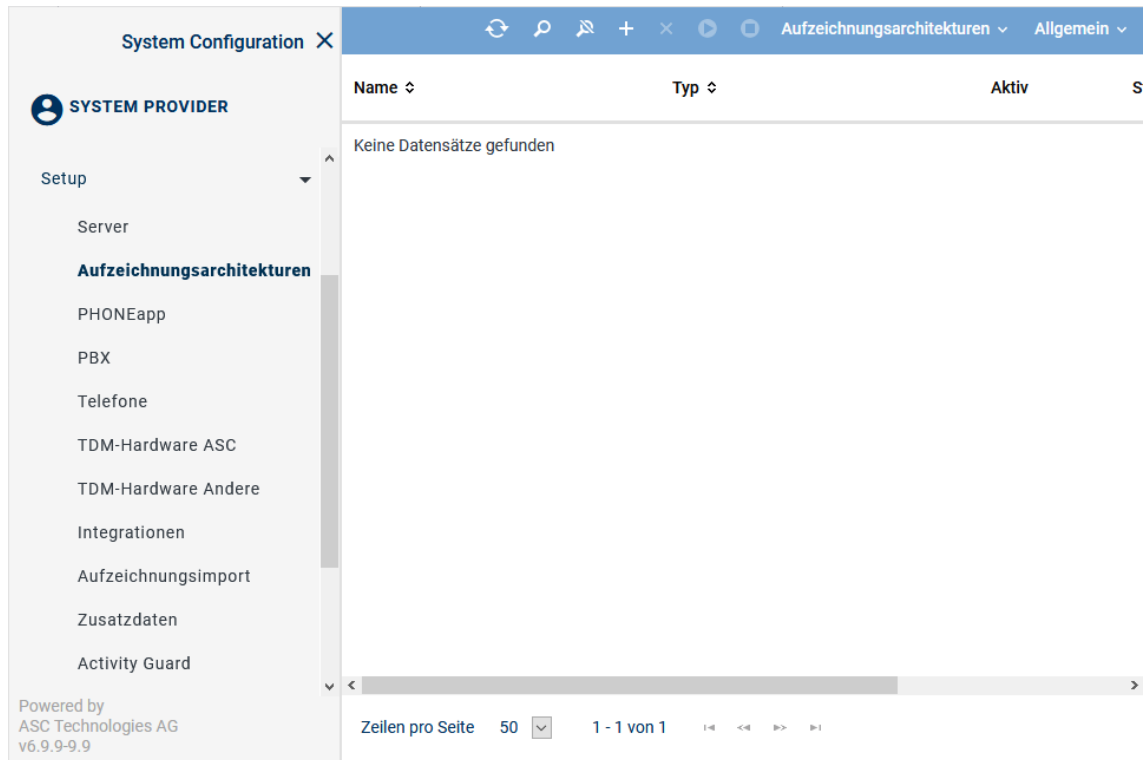 System Configuration
Aufzeichnungsarchitekturen Allgemein
SYSTEM PROVIDER
Name Typ Aktiv S
Keine Datensätze gefunden
Setup
Server
Aufzeichnungsarchitekturen
PHONEapp
PBX
Telefone
TDM-Hardware ASC
TDM-Hardware Andere
Integrationen
Aufzeichnungsimport
Zusatzdaten
Activity Guard
Powered by
ASC Technologies AG
v6.9.9-9.9
Zeilen pro Seite 50 1 - 1 von 1